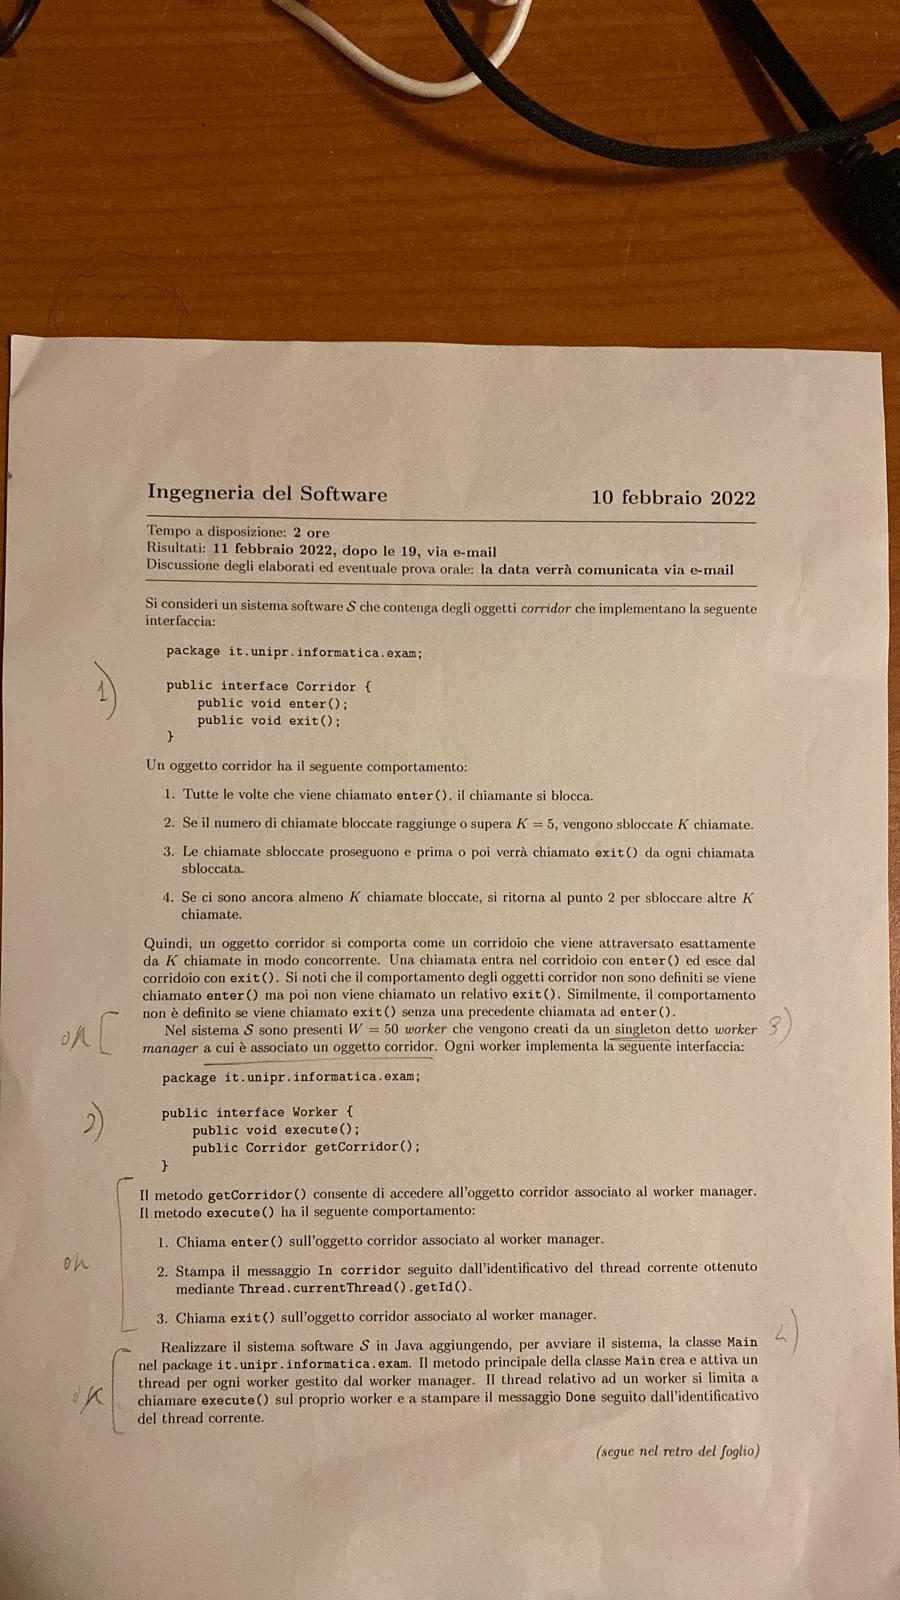 Ingegneria del Software 10 febbraio 2022
Tempo a disposizione: 2 ore
Risultati: 11 febbraio 2022, dopo le 19, via e-mail
Discussione degli elaborati ed eventuale prova orale: la data verrà comunicata via e-mail
Si consideri un sistema software S che contenga degli oggetti corridor che implementano la seguente
interfaccia:
package it.unipr.informatica.exam;
1)
public interface Corridor {
public void enter();
public void exit();
}
Un oggetto corridor ha il seguente comportamento:
1. Tutte le volte che viene chiamato enter(), il chiamante si blocca.
2. Se il numero di chiamate bloccate raggiunge o supera K = 5, vengono sbloccate K chiamate.
3. Le chiamate sbloccate proseguono e prima o poi verrà chiamato exit() da ogni chiamata
sbloccata.
4. Se ci sono ancora almeno K chiamate bloccate, si ritorna al punto 2 per sbloccare altre K
chiamate.
Quindi, un oggetto corridor si comporta come un corridoio che viene attraversato esattamente
da K chiamate in modo concorrente. Una chiamata entra nel corridoio con enter() ed esce dal
corridoio con exit(). Si noti che il comportamento degli oggetti corridor non sono definiti se viene
chiamato enter() ma poi non viene chiamato un relativo exit(). Similmente, il comportamento
non è definito se viene chiamato exit() senza una precedente chiamata ad enter().
Nel sistema S sono presenti W = 50 worker che vengono creati da un singleton detto worker 3)
OK manager a cui è associato un oggetto corridor. Ogni worker implementa la seguente interfaccia:
package it.unipr.informatica.exam;
2)
public interface Worker {
public void execute();
public Corridor getCorridor();
}
Il metodo getCorridor() consente di accedere all'oggetto corridor associato al worker manager.
Il metodo execute() ha il seguente comportamento:
1. Chiama enter() sull'oggetto corridor associato al worker manager.
OK 2. Stampa il messaggio In corridor seguito dall'identificativo del thread corrente ottenuto
mediante Thread.currentThread().getId().
3. Chiama exit() sull'oggetto corridor associato al worker manager.
Realizzare il sistema software S in Java aggiungendo, per avviare il sistema, la classe Main 4)
nel package it.unipr.informatica.exam. Il metodo principale della classe Main crea e attiva un
thread per ogni worker gestito dal worker manager. Il thread relativo ad un worker si limita a
OK chiamare execute() sul proprio worker e a stampare il messaggio Done seguito dall'identificativo
del thread corrente.
(segue nel retro del foglio)